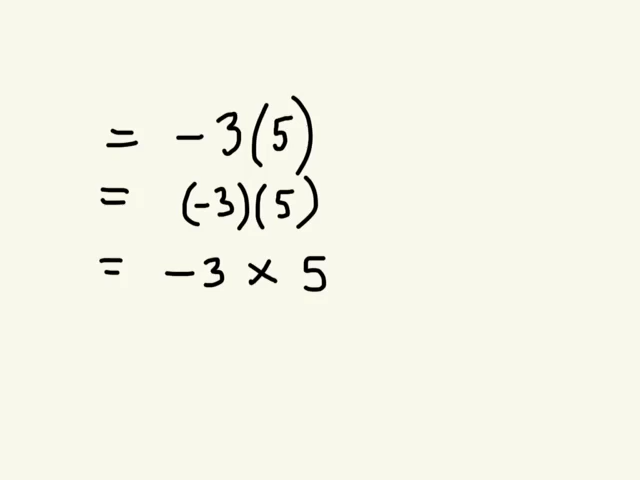 = -3(5)
= (-3)(5)
= -3 × 5